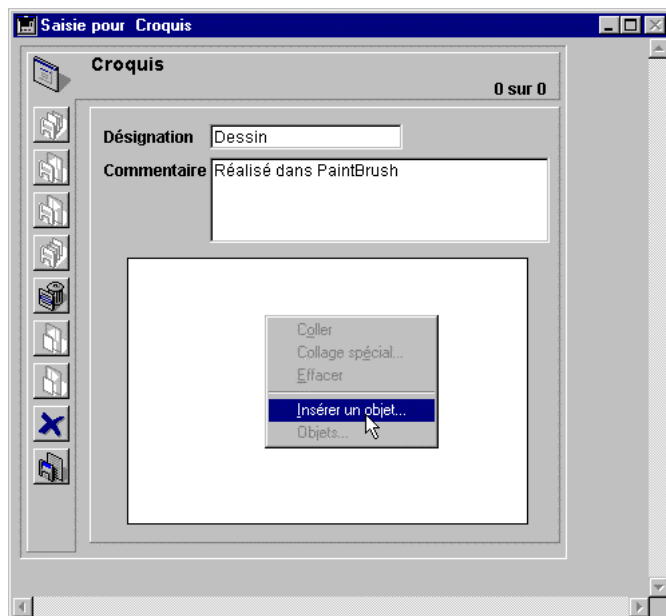 Saisie pour Croquis
Croquis
0 sur 0
Désignation Dessin
Commentaire Réalisé dans PaintBrush
Coller
Collage spécial...
Effacer
Insérer un objet...
Objets...